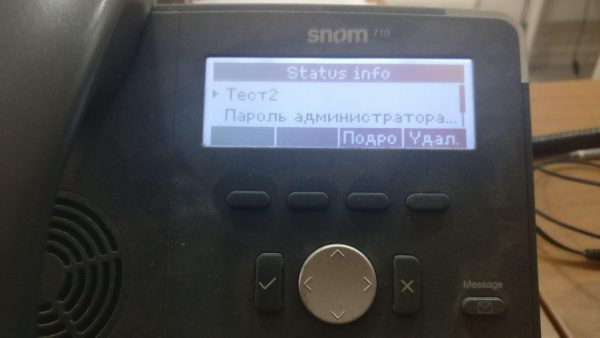 snom 710
Status info
Тест2
Пароль администратора...
Подро Удал.
Message